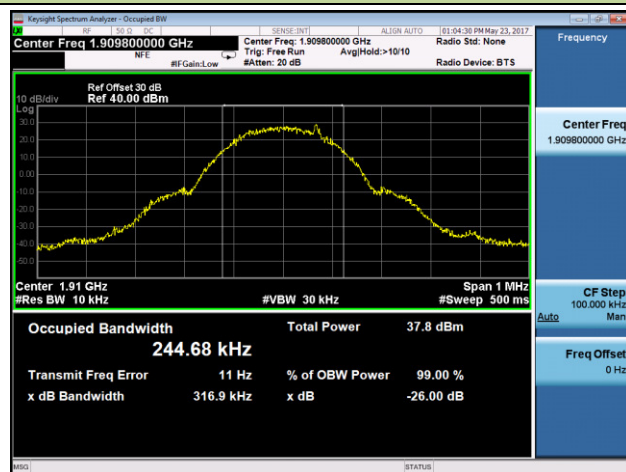 Keysight Spectrum Analyzer - Occupied BW
RF 50 Ω DC SENSE:INT ALIGN AUTO 01:04:30 PM May 23, 2017
Center Freq 1.909800000 GHz
NFE
#IFGain:Low
Center Freq: 1.909800000 GHz
Trig: Free Run Avg|Hold:>10/10
#Atten: 20 dB
Radio Std: None
Radio Device: BTS
Frequency
Ref Offset 30 dB
10 dB/div Ref 40.00 dBm
Log
30.0
20.0
10.0
0.00
-10.0
-20.0
-30.0
-40.0
-50.0
Center 1.91 GHz Span 1 MHz
#Res BW 10 kHz #VBW 30 kHz #Sweep 500 ms
Occupied Bandwidth Total Power 37.8 dBm
244.68 kHz
Transmit Freq Error 11 Hz % of OBW Power 99.00 %
x dB Bandwidth 316.9 kHz x dB -26.00 dB
Center Freq
1.909800000 GHz
CF Step
100.000 kHz
Auto Man
Freq Offset
0 Hz
MSG STATUS